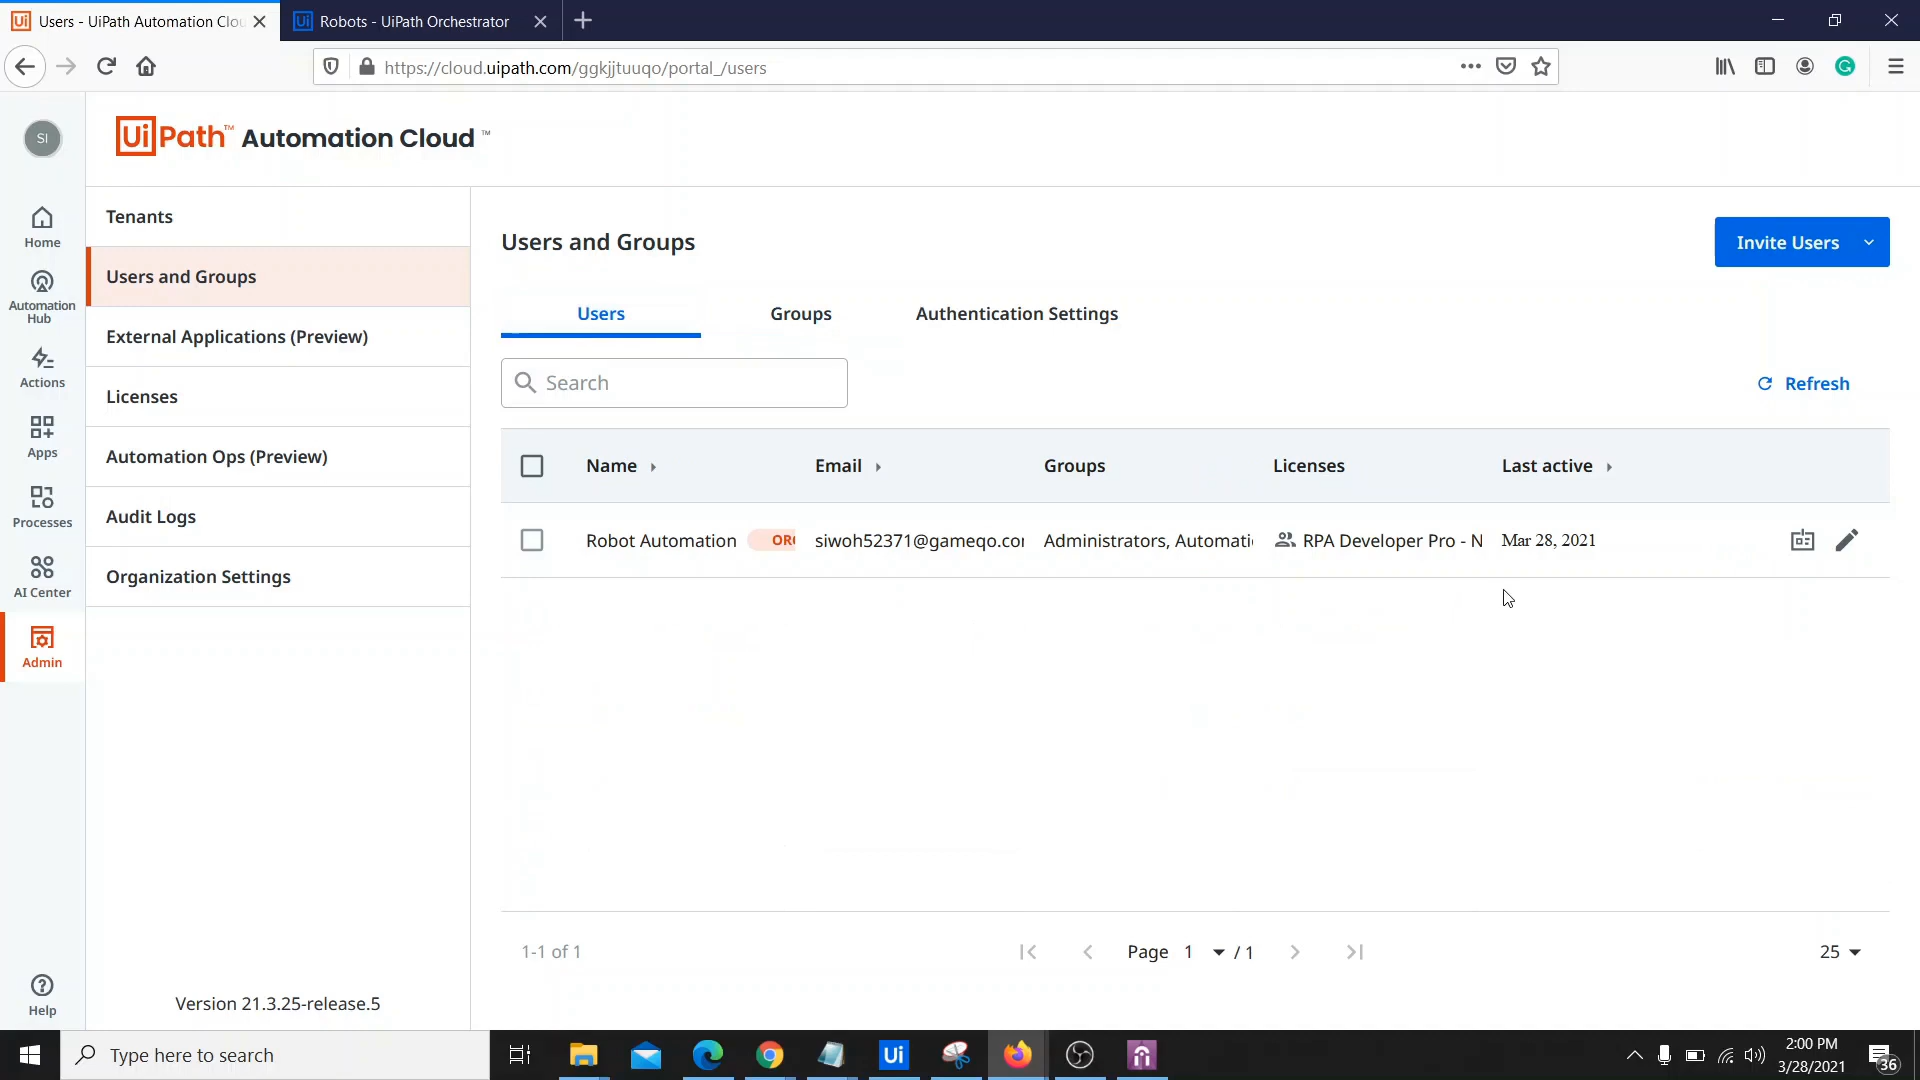 Users - UiPath Automation Clou
Robots - UiPath Orchestrator
https://cloud.uipath.com/ggkjjtuuqo/portal_/users
SI
UiPath™ Automation Cloud ™
Home
Automation
Hub
Actions
Apps
Processes
AI Center
Admin
Help
Tenants
Users and Groups
External Applications (Preview)
Licenses
Automation Ops (Preview)
Audit Logs
Organization Settings
Version 21.3.25-release.5
Users and Groups
Invite Users
Users Groups Authentication Settings
Search
Refresh
Name Email Groups Licenses Last active
Robot Automation ORG siwoh52371@gameqo.com Administrators, Automati RPA Developer Pro - N Mar 28, 2021
1-1 of 1
Page 1 / 1
25
Type here to search
Ui
2:00 PM
3/28/2021
36